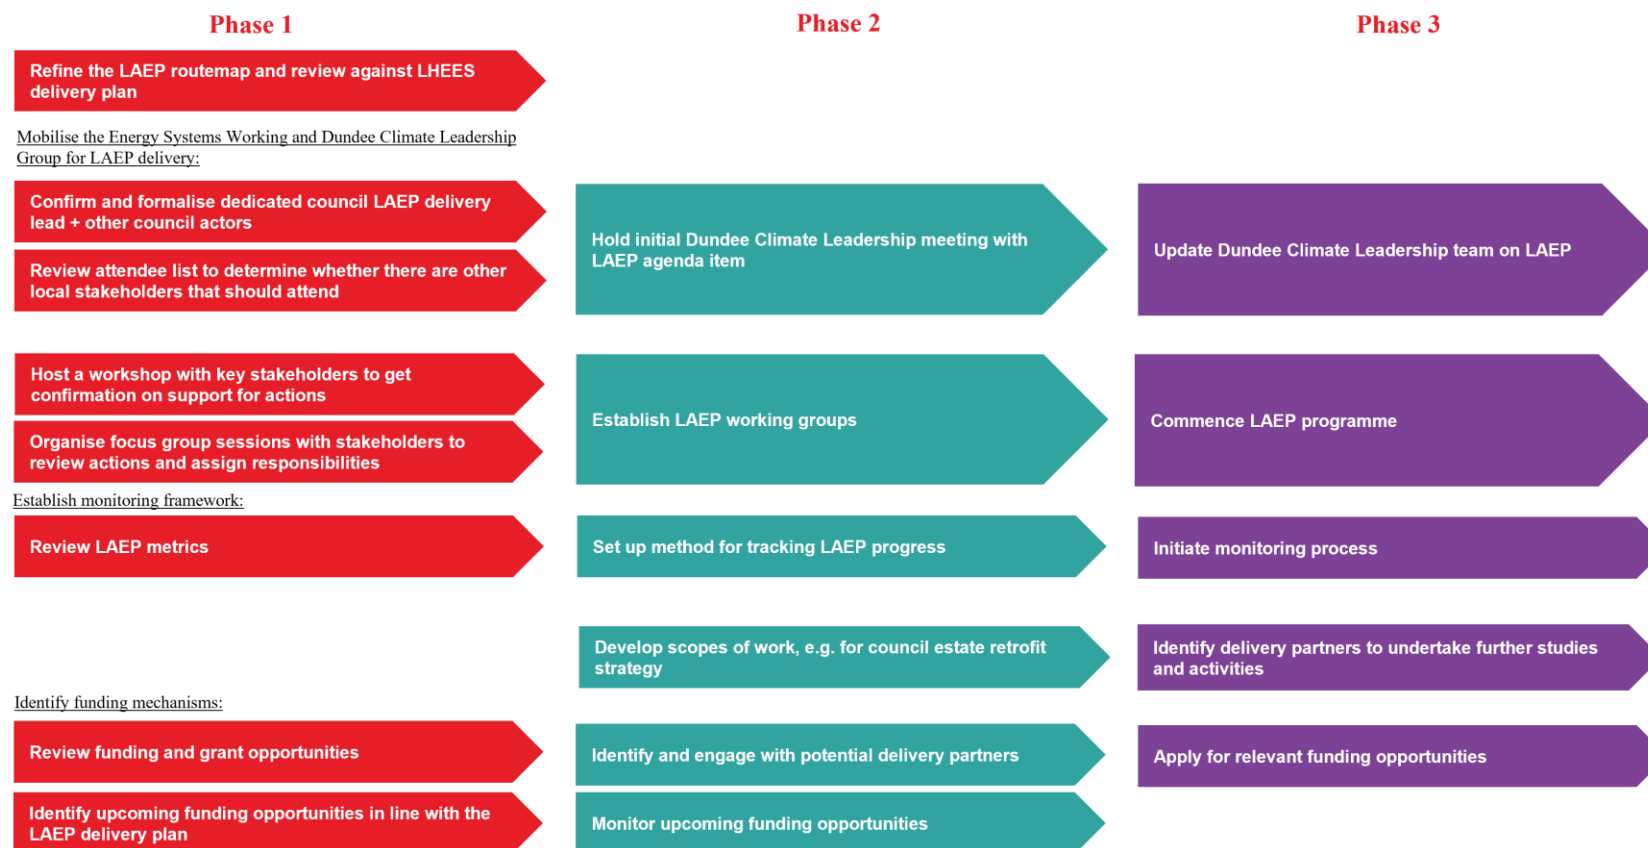 Phase 1
Phase 2
Phase 3
Refine the LAEP routemap and review against LHEES
delivery plan
Mobilise the Energy Systems Working and Dundee Climate Leadership
Group for LAEP delivery:
Confirm and formalise dedicated council LAEP delivery
lead + other council actors
Review attendee list to determine whether there are other
local stakeholders that should attend
Hold initial Dundee Climate Leadership meeting with
LAEP agenda item
Update Dundee Climate Leadership team on LAEP
Host a workshop with key stakeholders to get
confirmation on support for actions
Organise focus group sessions with stakeholders to
review actions and assign responsibilities
Establish LAEP working groups
Commence LAEP programme
Establish monitoring framework:
Review LAEP metrics
Set up method for tracking LAEP progress
Initiate monitoring process
Develop scopes of work, e.g. for council estate retrofit
strategy
Identify delivery partners to undertake further studies
and activities
Identify funding mechanisms:
Review funding and grant opportunities
Identify and engage with potential delivery partners
Apply for relevant funding opportunities
Identify upcoming funding opportunities in line with the
LAEP delivery plan
Monitor upcoming funding opportunities